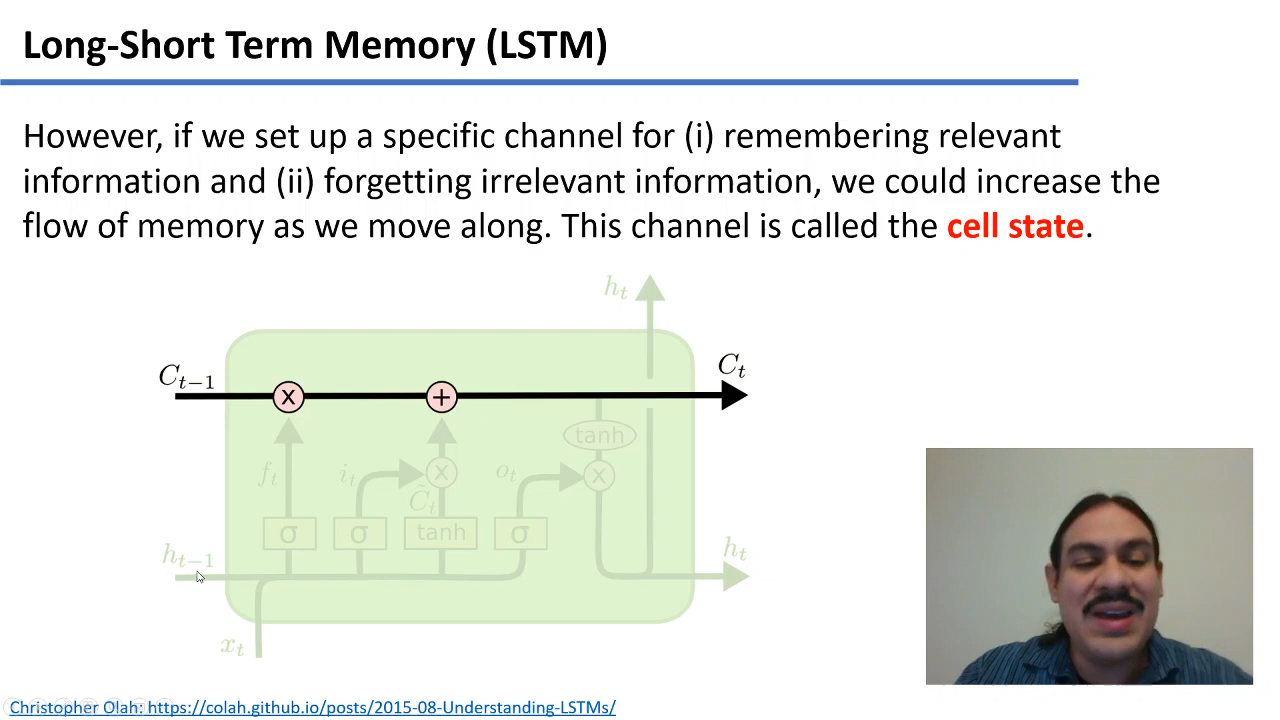 Long-Short Term Memory (LSTM)
However, if we set up a specific channel for (i) remembering relevant
information and (ii) forgetting irrelevant information, we could increase the
flow of memory as we move along. This channel is called the cell state.
h_t
C_{t−1}
C_t
x
+
tanh
f_t
i_t
x
o_t
x
C̃_t
σ
σ
tanh
σ
h_{t−1}
h_t
x_t
Christopher Olah: https://colah.github.io/posts/2015-08-Understanding-LSTMs/